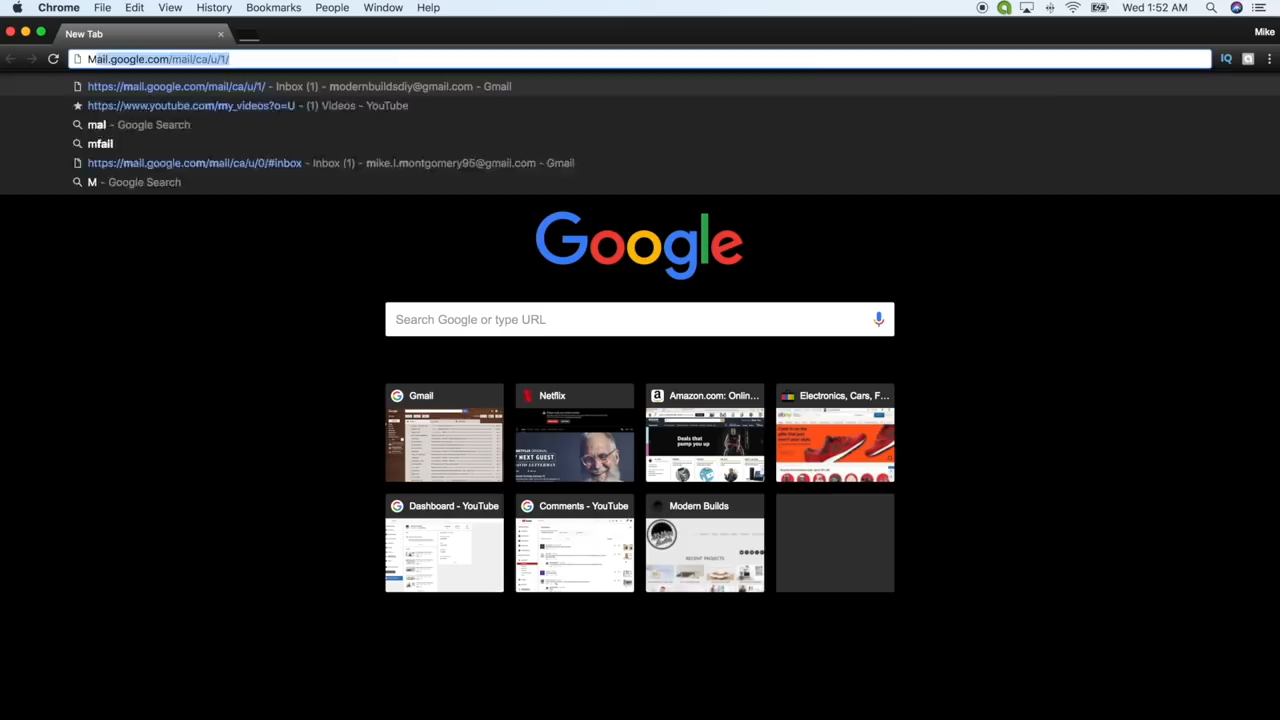 Chrome File Edit View History Bookmarks People Window Help Wed 1:52 AM
New Tab Mike
Mail.google.com/mail/ca/u/1/ IQ
https://mail.google.com/mail/ca/u/1/ - Inbox (1) - modernbuildsdiy@gmail.com - Gmail
https://www.youtube.com/my_videos?o=U - (1) Videos - YouTube
mal - Google Search
mfail
https://mail.google.com/mail/ca/u/0/#inbox - Inbox (1) - mike.l.montgomery95@gmail.com - Gmail
M - Google Search
Google
Search Google or type URL
Gmail Netflix Amazon.com: Onlin... Electronics, Cars, F...
NEXT GUEST
DAVID LETTERMAN
Deals that
pump you up
Dashboard - YouTube Comments - YouTube Modern Builds
RECENT PROJECTS